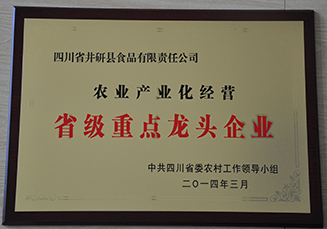 四川省井研县食品有限责任公司
农业产业化经营
省级重点龙头企业
中共四川省委农村工作领导小组
二〇一四年三月